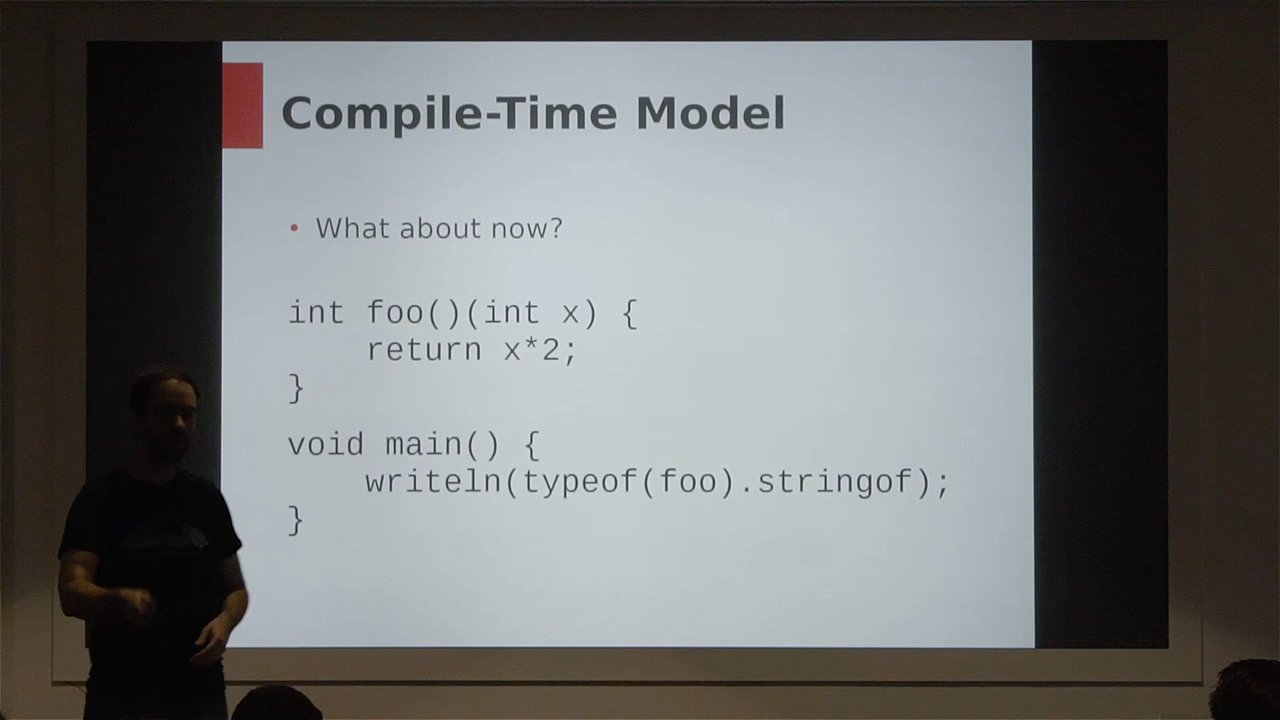 Compile-Time Model
• What about now?
int foo()(int x) {
    return x*2;
}
void main() {
    writeln(typeof(foo).stringof);
}